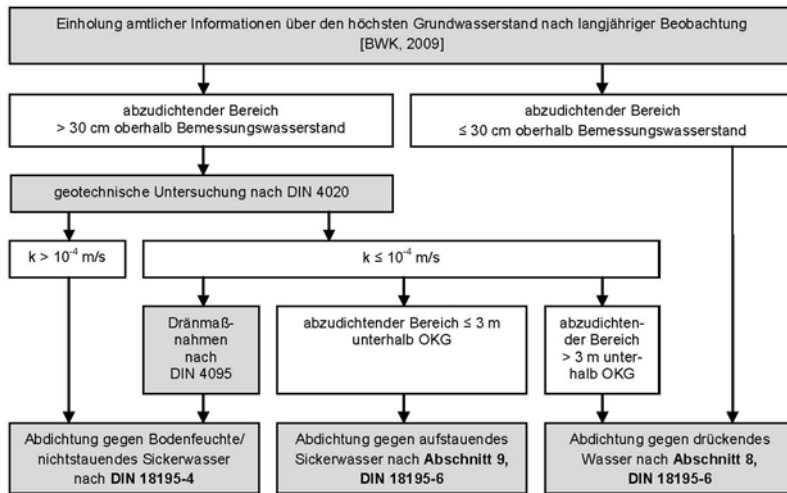 Einholung amtlicher Informationen über den höchsten Grundwasserstand nach langjähriger Beobachtung
[BWK, 2009]
abzudichtender Bereich
> 30 cm oberhalb Bemessungswasserstand
abzudichtender Bereich
≤ 30 cm oberhalb Bemessungswasserstand
geotechnische Untersuchung nach DIN 4020
k > 10⁻⁴ m/s
k ≤ 10⁻⁴ m/s
Dränmaß-
nahmen
nach
DIN 4095
abzudichtender Bereich ≤ 3 m
unterhalb OKG
abzudichten-
der Bereich
> 3 m unter-
halb OKG
Abdichtung gegen Bodenfeuchte/
nichtstauendes Sickerwasser
nach DIN 18195-4
Abdichtung gegen aufstauendes
Sickerwasser nach Abschnitt 9,
DIN 18195-6
Abdichtung gegen drückendes
Wasser nach Abschnitt 8,
DIN 18195-6